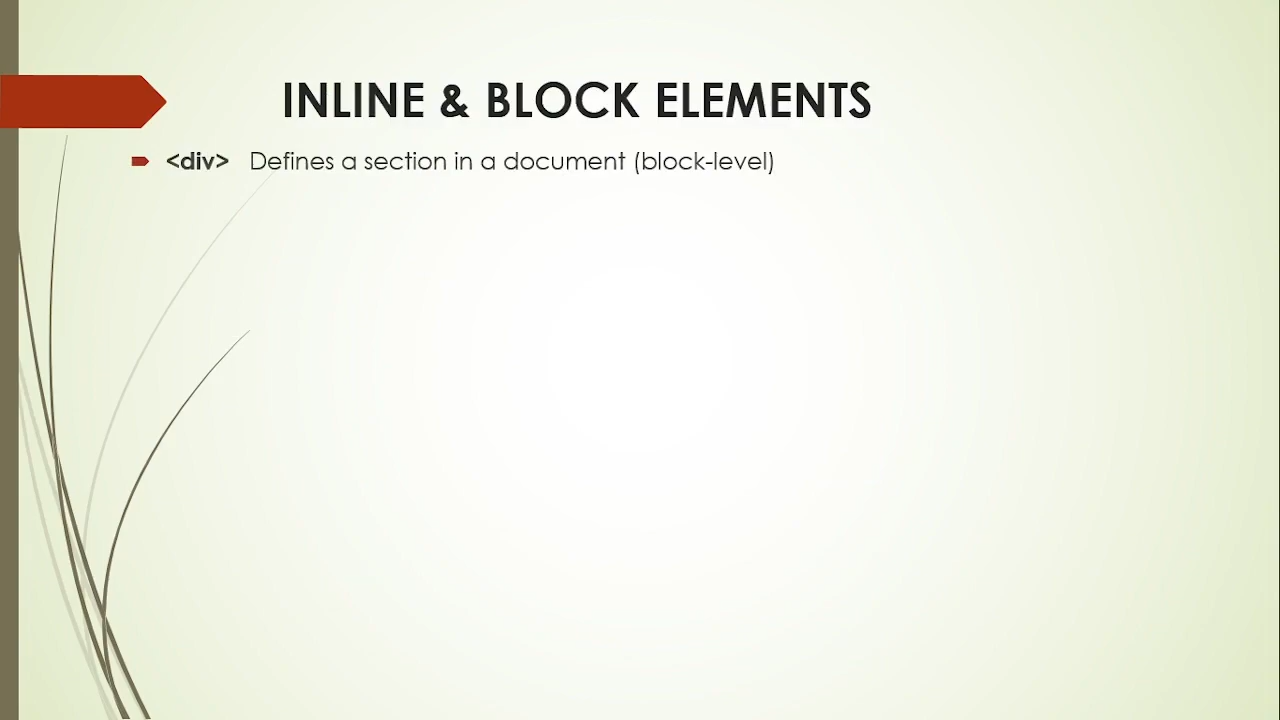 INLINE & BLOCK ELEMENTS
<div> Defines a section in a document (block-level)